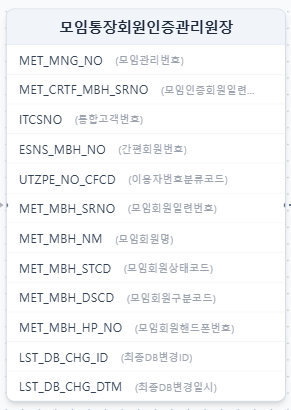 모임통장회원인증관리원장
MET_MNG_NO (모임관리번호)
MET_CRTF_MBH_SRNO (모임인증회원일련...
ITCSNO (통합고객번호)
ESNS_MBH_NO (간편회원번호)
UTZPE_NO_CFCD (이용자번호분류코드)
MET_MBH_SRNO (모임회원일련번호)
MET_MBH_NM (모임회원명)
MET_MBH_STCD (모임회원상태코드)
MET_MBH_DSCD (모임회원구분코드)
MET_MBH_HP_NO (모임회원핸드폰번호)
LST_DB_CHG_ID (최종DB변경ID)
LST_DB_CHG_DTM (최종DB변경일시)